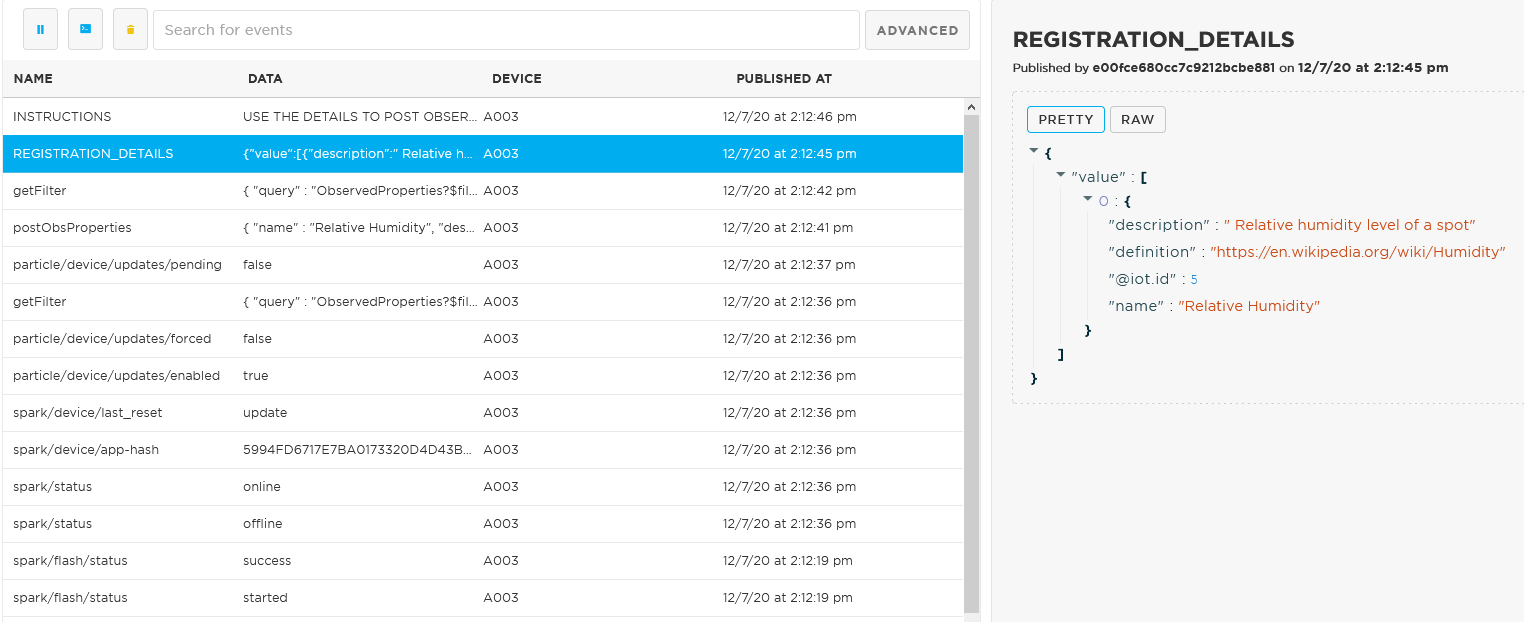 Search for events
ADVANCED
NAME DATA DEVICE PUBLISHED AT
INSTRUCTIONS USE THE DETAILS TO POST OBSER... A003 12/7/20 at 2:12:46 pm
REGISTRATION_DETAILS {"value":[{"description":" Relative h... A003 12/7/20 at 2:12:45 pm
getFilter { "query" : "ObservedProperties?$fil... A003 12/7/20 at 2:12:42 pm
postObsProperties { "name" : "Relative Humidity", "des... A003 12/7/20 at 2:12:41 pm
particle/device/updates/pending false A003 12/7/20 at 2:12:37 pm
getFilter { "query" : "ObservedProperties?$fil... A003 12/7/20 at 2:12:36 pm
particle/device/updates/forced false A003 12/7/20 at 2:12:36 pm
particle/device/updates/enabled true A003 12/7/20 at 2:12:36 pm
spark/device/last_reset update A003 12/7/20 at 2:12:36 pm
spark/device/app-hash 5994FD6717E7BA0173320D4D43B... A003 12/7/20 at 2:12:36 pm
spark/status online A003 12/7/20 at 2:12:36 pm
spark/status offline A003 12/7/20 at 2:12:36 pm
spark/flash/status success A003 12/7/20 at 2:12:19 pm
spark/flash/status started A003 12/7/20 at 2:12:19 pm
REGISTRATION_DETAILS
Published by e00fce680cc7c9212bcbe881 on 12/7/20 at 2:12:45 pm
PRETTY RAW
{
"value" : [
0 : {
"description" : " Relative humidity level of a spot"
"definition" : "https://en.wikipedia.org/wiki/Humidity"
"@iot.id" : 5
"name" : "Relative Humidity"
}
]
}